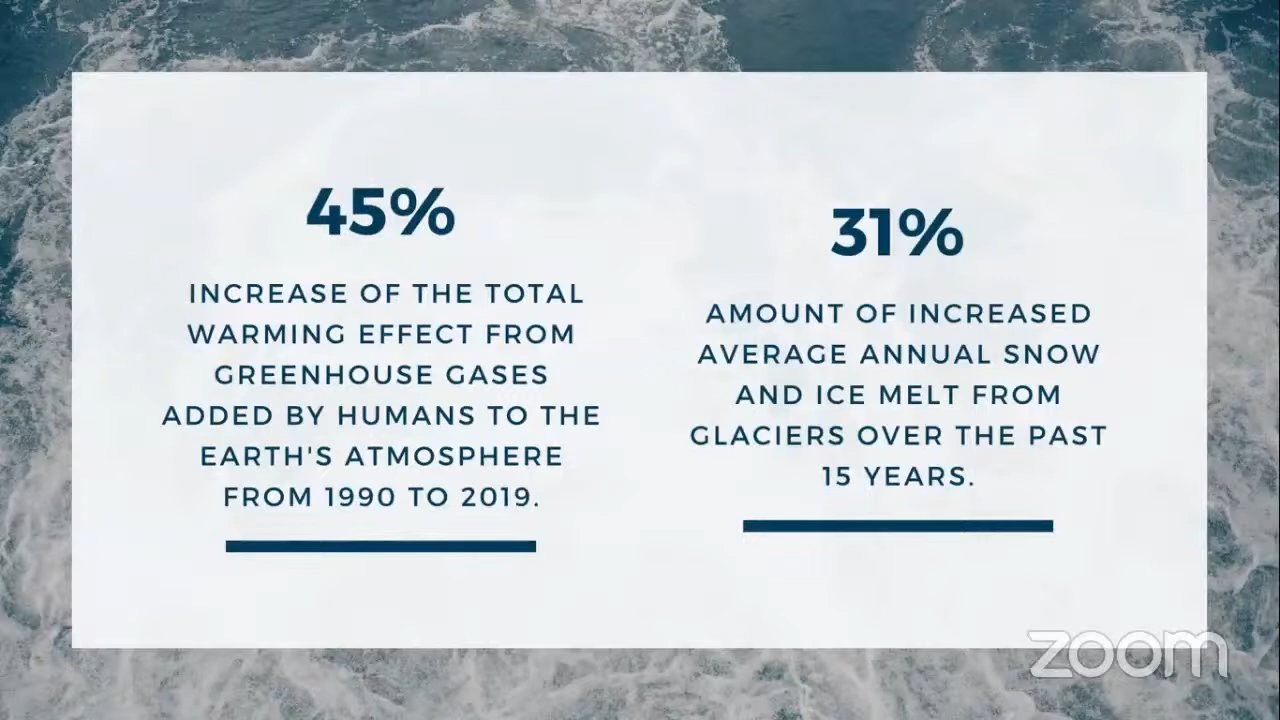 45%
INCREASE OF THE TOTAL
WARMING EFFECT FROM
GREENHOUSE GASES
ADDED BY HUMANS TO THE
EARTH'S ATMOSPHERE
FROM 1990 TO 2019.
31%
AMOUNT OF INCREASED
AVERAGE ANNUAL SNOW
AND ICE MELT FROM
GLACIERS OVER THE PAST
15 YEARS.
zoom